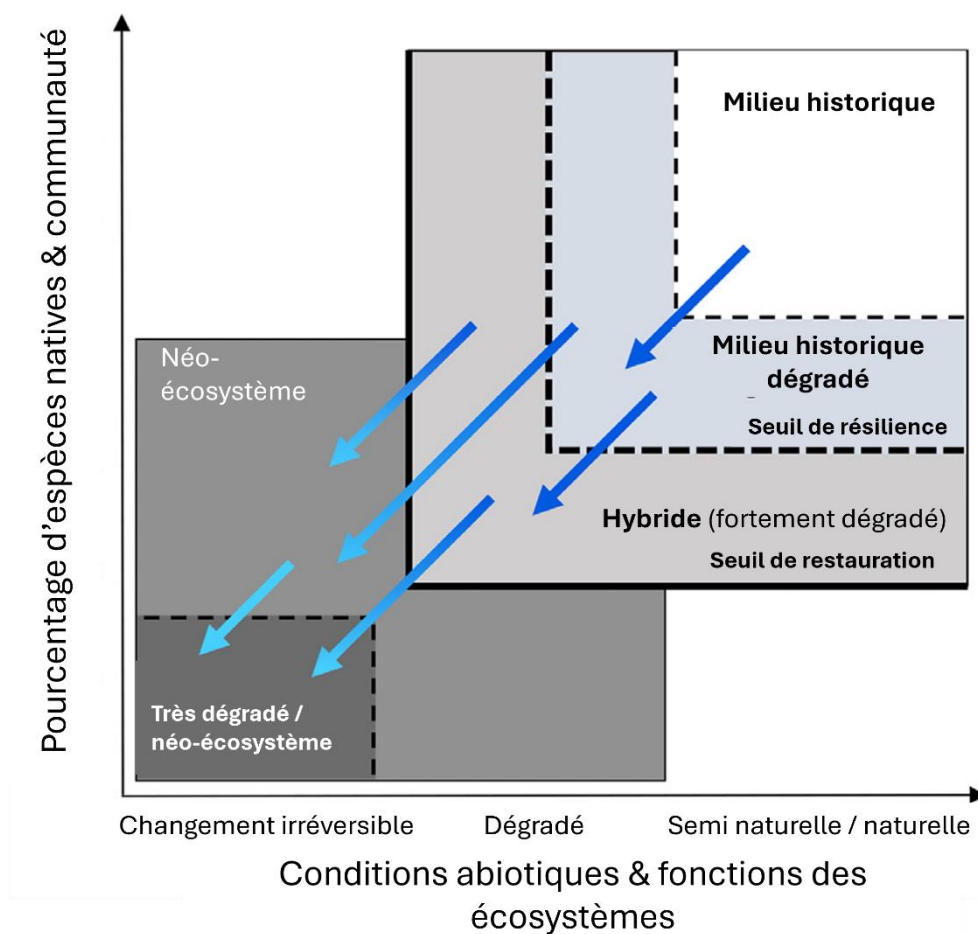 Pourcentage d'espèces natives & communauté
Milieu historique
Milieu historique
dégradé
Seuil de résilience
Néo-
écosystème
Hybride (fortement dégradé)
Seuil de restauration
Très dégradé /
néo-écosystème
Changement irréversible
Dégradé
Semi naturelle / naturelle
Conditions abiotiques & fonctions des
écosystèmes